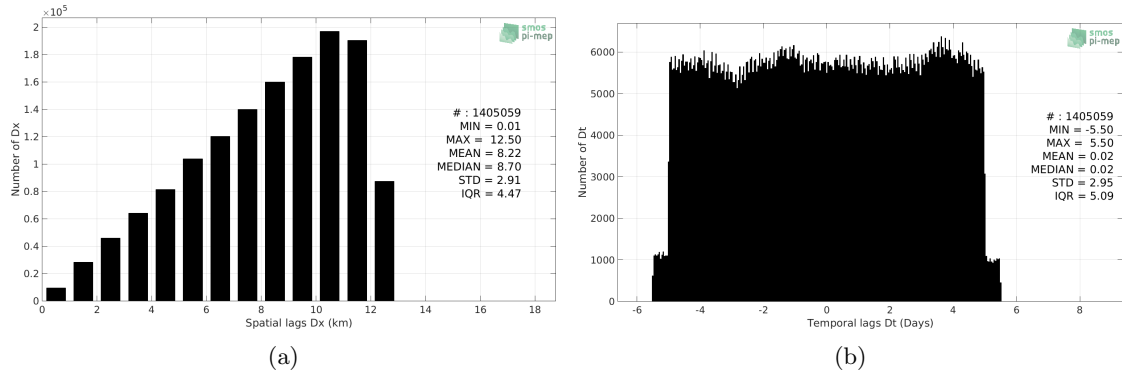 ×10⁵
2
1.8
1.6
1.4
1.2
1
0.8
0.6
0.4
0.2
0
Number of Dx
smos
pi-mep
# : 1405059
MIN = 0.01
MAX = 12.50
MEAN = 8.22
MEDIAN = 8.70
STD = 2.91
IQR = 4.47
0 2 4 6 8 10 12 14 16 18
Spatial lags Dx (km)
(a)
6000
5000
4000
3000
2000
1000
0
Number of Dt
smos
pi-mep
# : 1405059
MIN = -5.50
MAX = 5.50
MEAN = 0.02
MEDIAN = 0.02
STD = 2.95
IQR = 5.09
-6 -4 -2 0 2 4 6 8
Temporal lags Dt (Days)
(b)